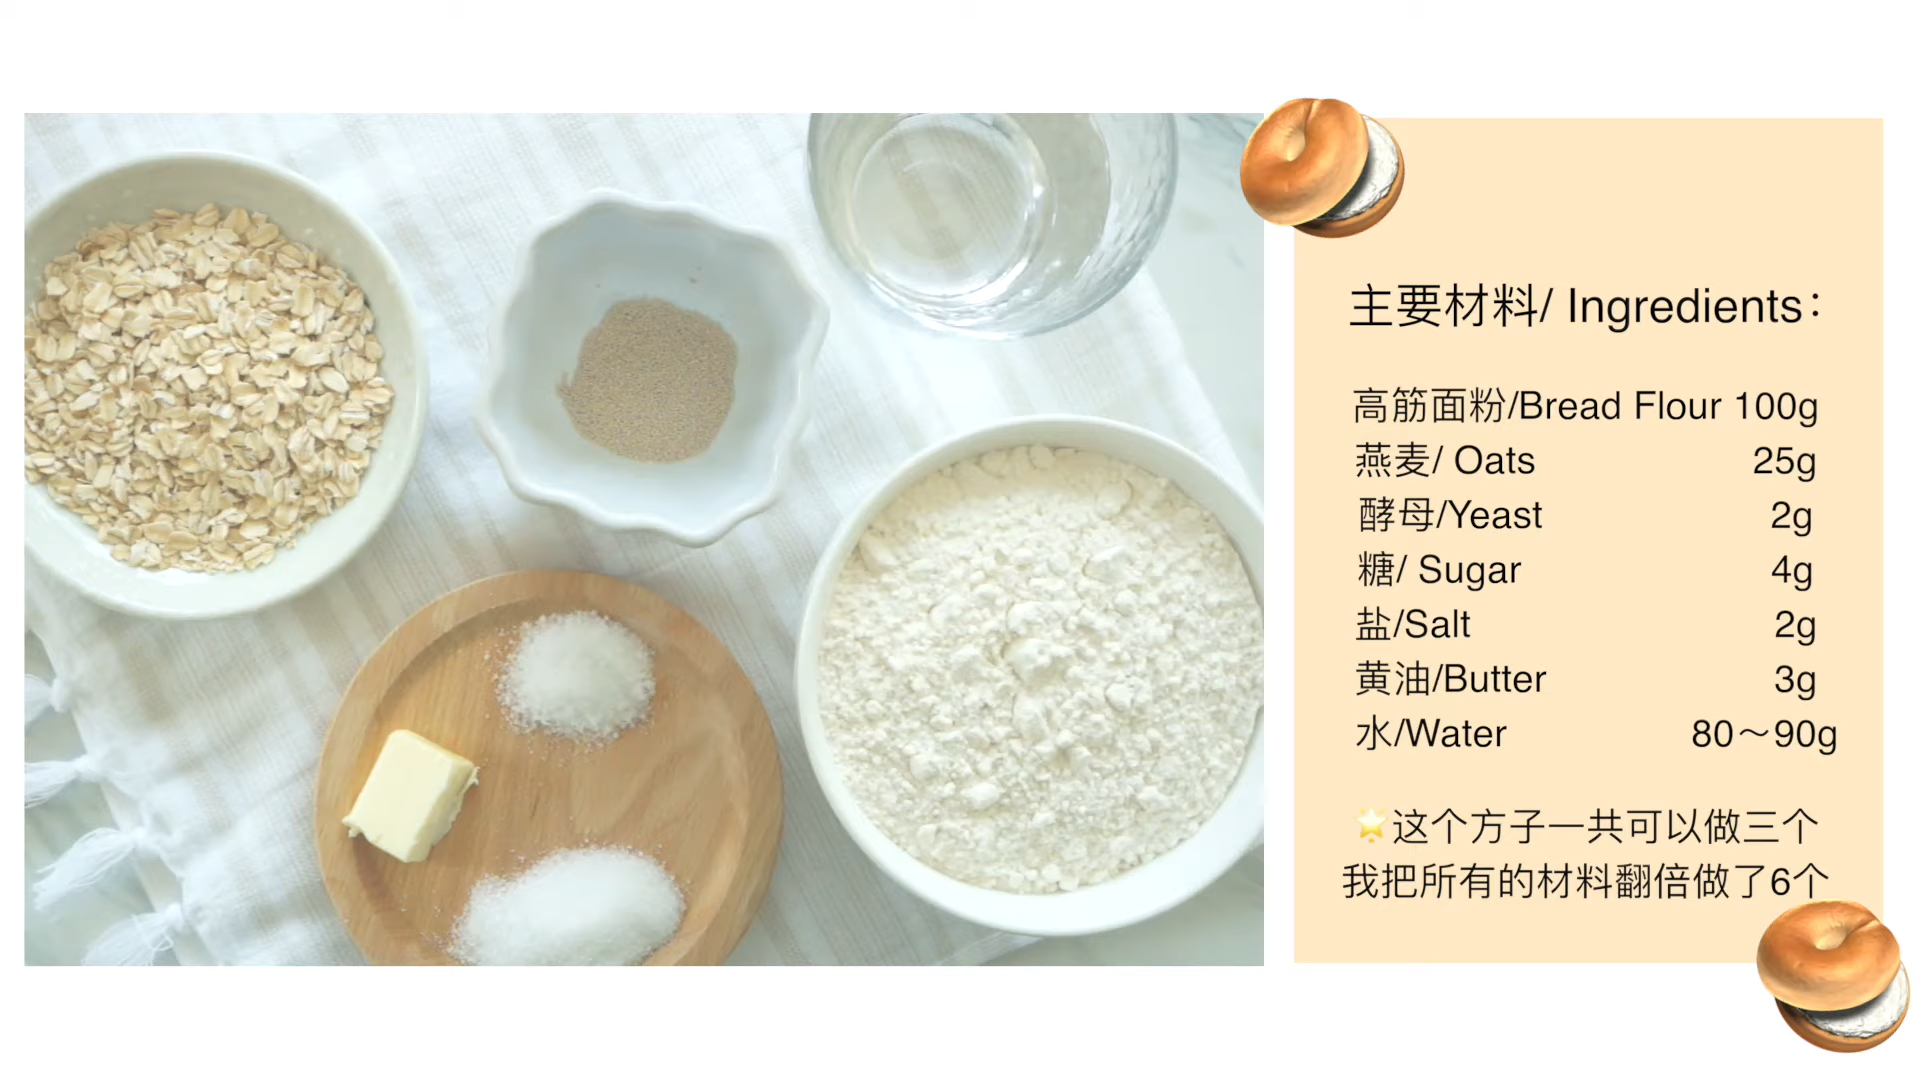 主要材料/ Ingredients：
高筋面粉/Bread Flour 100g
燕麦/ Oats 25g
酵母/Yeast 2g
糖/ Sugar 4g
盐/Salt 2g
黄油/Butter 3g
水/Water 80～90g
🌟这个方子一共可以做三个
我把所有的材料翻倍做了6个